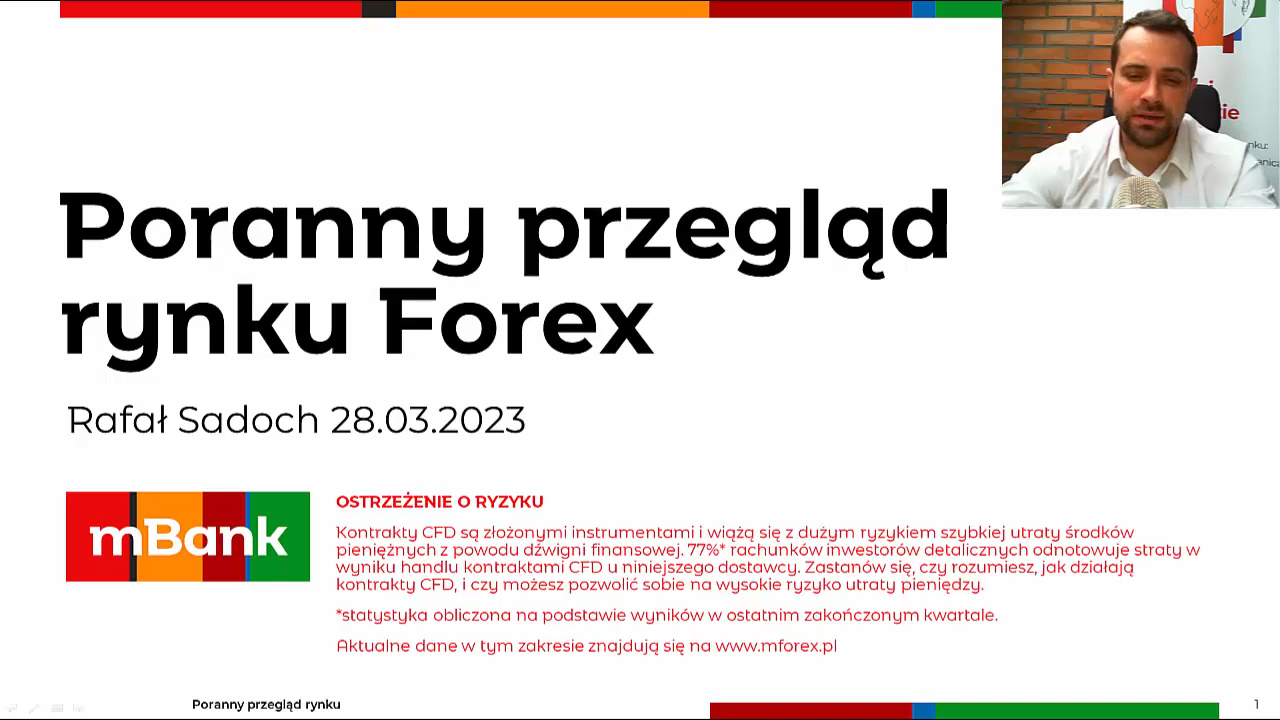 Poranny przegląd
rynku Forex
Rafał Sadoch 28.03.2023
mBank
OSTRZEŻENIE O RYZYKU
Kontrakty CFD są złożonymi instrumentami i wiążą się z dużym ryzykiem szybkiej utraty środków
pieniężnych z powodu dźwigni finansowej. 77%* rachunków inwestorów detalicznych odnotowuje straty w
wyniku handlu kontraktami CFD u niniejszego dostawcy. Zastanów się, czy rozumiesz, jak działają
kontrakty CFD, i czy możesz pozwolić sobie na wysokie ryzyko utraty pieniędzy.
*statystyka obliczona na podstawie wyników w ostatnim zakończonym kwartale.
Aktualne dane w tym zakresie znajdują się na www.mforex.pl
Poranny przegląd rynku
1